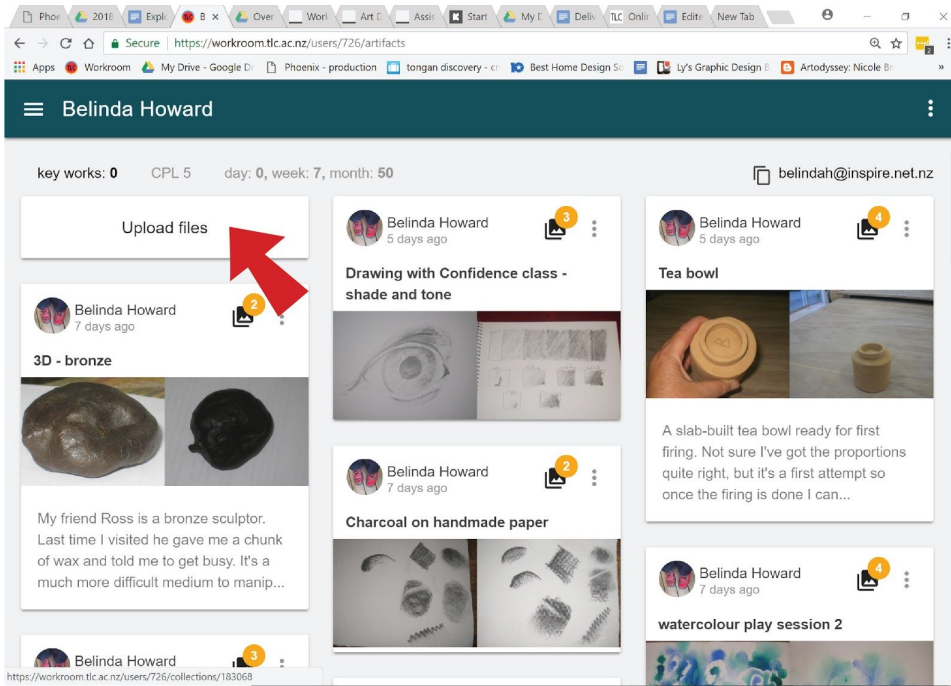 Phoe
2018
Explo
B
Over
Work
Art D
Assis
Start
My D
Deliv
TLC Onlin
Edite
New Tab
Secure https://workroom.tlc.ac.nz/users/726/artifacts
Apps Workroom My Drive - Google Dr Phoenix - production tongan discovery - cr Best Home Design So Ly's Graphic Design B Artodyssey: Nicole Br »
Belinda Howard
key works: 0 CPL 5 day: 0, week: 7, month: 50 belindah@inspire.net.nz
Upload files
Belinda Howard
7 days ago
2
3D - bronze
My friend Ross is a bronze sculptor.
Last time I visited he gave me a chunk
of wax and told me to get busy. It's a
much more difficult medium to manip...
Belinda Howard
3
Belinda Howard
5 days ago
3
Drawing with Confidence class -
shade and tone
Belinda Howard
7 days ago
2
Charcoal on handmade paper
Belinda Howard
5 days ago
4
Tea bowl
A slab-built tea bowl ready for first
firing. Not sure I've got the proportions
quite right, but it's a first attempt so
once the firing is done I can...
Belinda Howard
7 days ago
4
watercolour play session 2
https://workroom.tlc.ac.nz/users/726/collections/183068